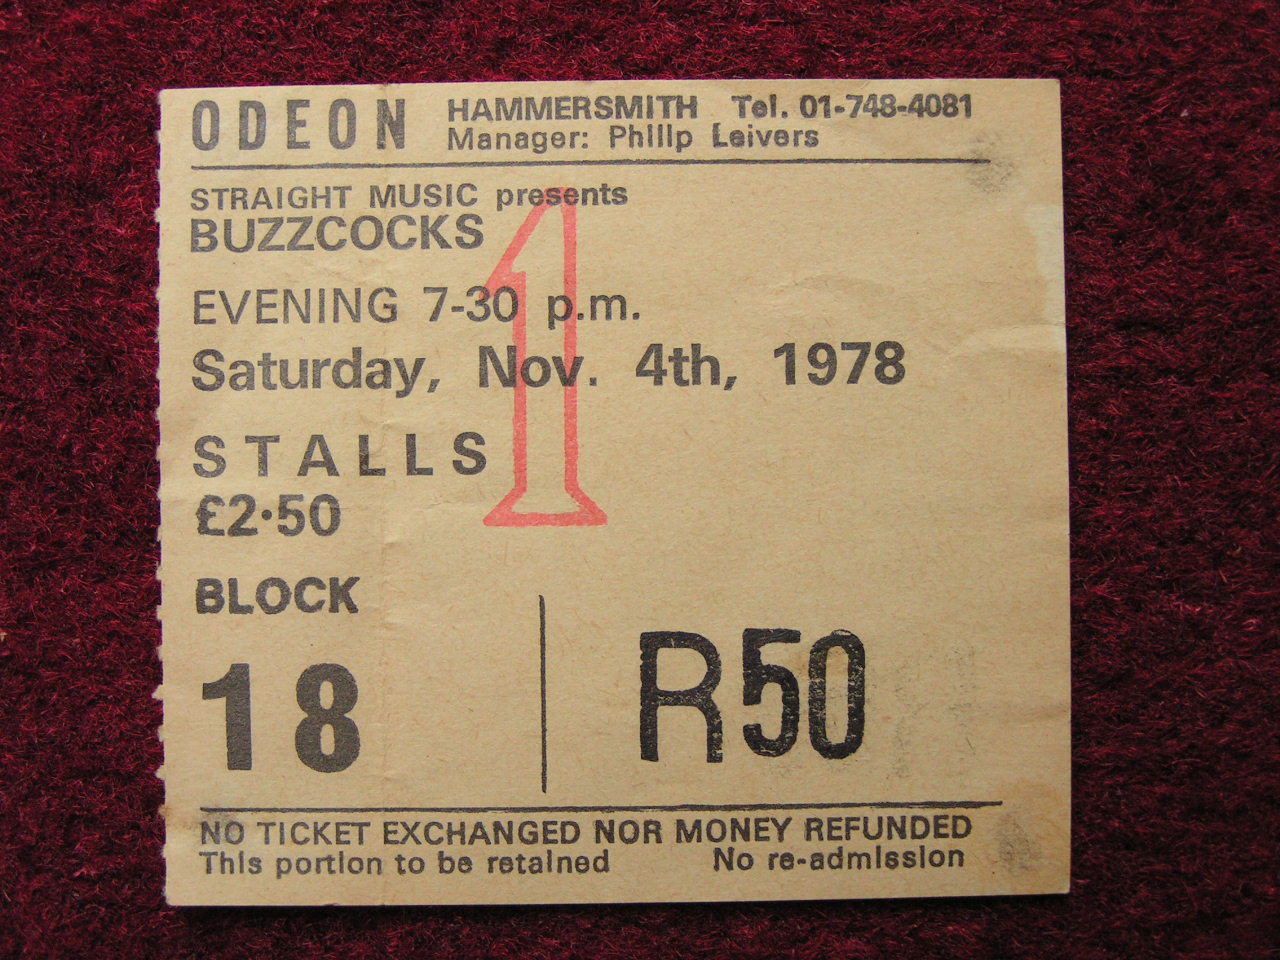 ODEON HAMMERSMITH Tel. 01-748-4081
Manager: Philip Leivers
STRAIGHT MUSIC presents
BUZZCOCKS
EVENING 7-30 p.m.
Saturday, Nov. 4th, 1978
1
STALLS
£2·50
BLOCK
18 R50
NO TICKET EXCHANGED NOR MONEY REFUNDED
This portion to be retained No re-admission